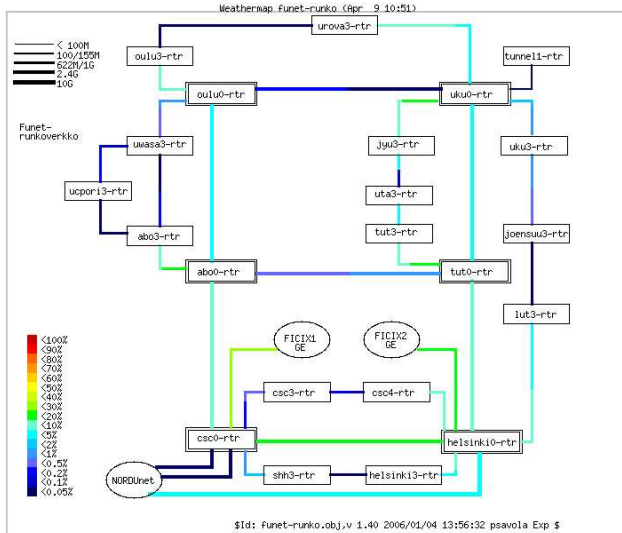 Weathermap funet-runko (Apr  9 10:51)
< 100M
100/155M
622M/1G
2.4G
10G
Funet-
runkoverkko
urova3-rtr
oulu3-rtr
tunnel1-rtr
oulu0-rtr
uku0-rtr
uwasa3-rtr
jyu3-rtr
uku3-rtr
ucpori3-rtr
uta3-rtr
abo3-rtr
tut3-rtr
joensuu3-rtr
abo0-rtr
tut0-rtr
lut3-rtr
FICIX1
GE
FICIX2
GE
<100%
<90%
<80%
<70%
<60%
<50%
<40%
<30%
<20%
<10%
<5%
<2%
<1%
<0.5%
<0.2%
<0.1%
<0.05%
csc3-rtr
csc4-rtr
csc0-rtr
helsinki0-rtr
shh3-rtr
helsinki3-rtr
NORDUnet
$Id: funet-runko.obj,v 1.40 2006/01/04 13:56:32 psavola Exp $